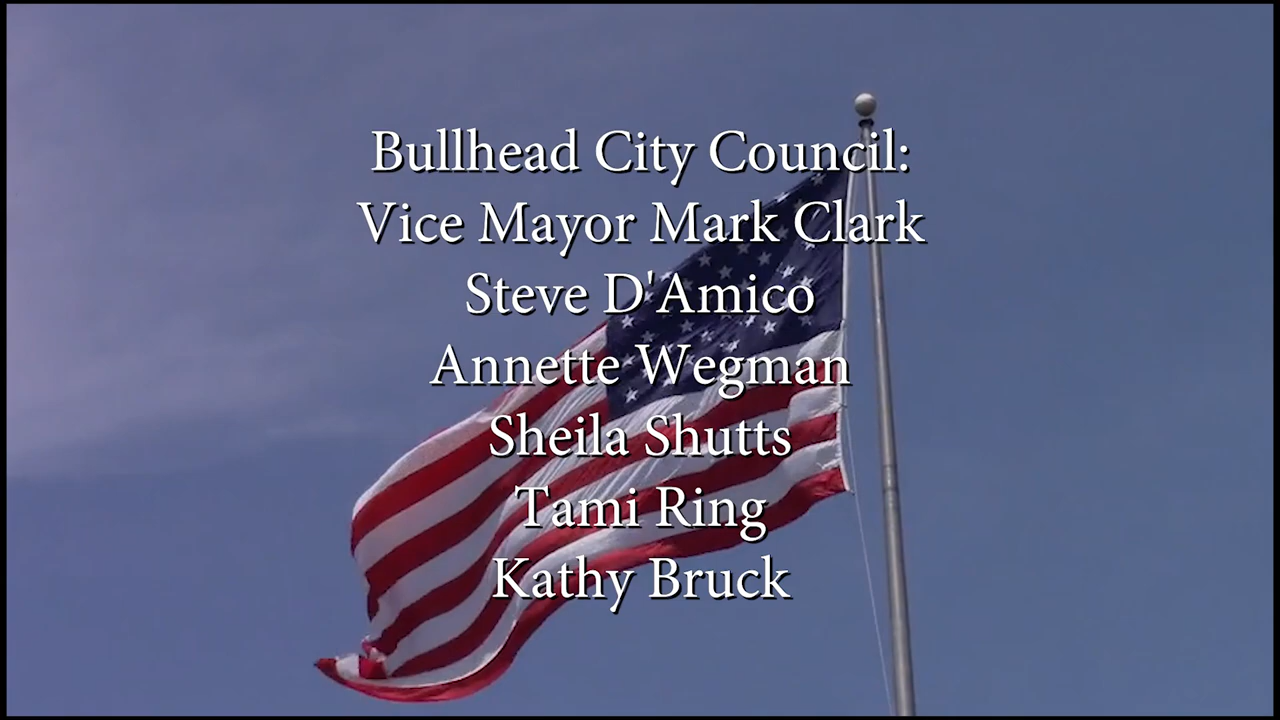 Bullhead City Council:
Vice Mayor Mark Clark
Steve D'Amico
Annette Wegman
Sheila Shutts
Tami Ring
Kathy Bruck